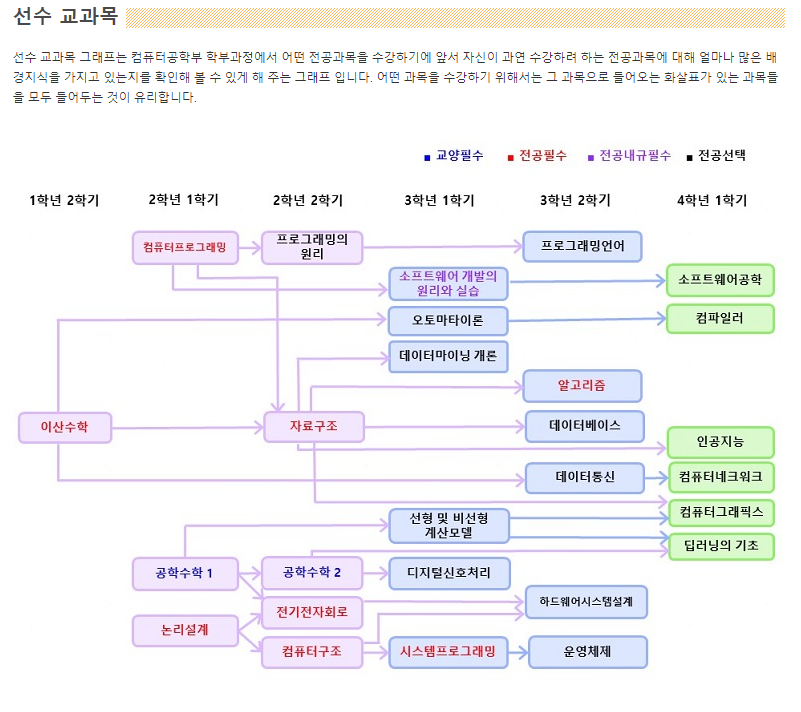 선수 교과목
선수 교과목 그래프는 컴퓨터공학부 학부과정에서 어떤 전공과목을 수강하기에 앞서 자신이 과연 수강하려 하는 전공과목에 대해 얼마나 많은 배
경지식을 가지고 있는지를 확인해 볼 수 있게 해 주는 그래프 입니다. 어떤 과목을 수강하기 위해서는 그 과목으로 들어오는 화살표가 있는 과목들
을 모두 들어두는 것이 유리합니다.
교양필수 전공필수 전공내규필수 전공선택
1학년 2학기 2학년 1학기 2학년 2학기 3학년 1학기 3학년 2학기 4학년 1학기
컴퓨터프로그래밍
프로그래밍의
원리
프로그래밍언어
소프트웨어 개발의
원리와 실습
소프트웨어공학
오토마타이론
컴파일러
데이터마이닝 개론
알고리즘
이산수학
자료구조
데이터베이스
인공지능
데이터통신
컴퓨터네크워크
컴퓨터그래픽스
선형 및 비선형
계산모델
딥러닝의 기초
공학수학 1
공학수학 2
디지털신호처리
전기전자회로
하드웨어시스템설계
논리설계
컴퓨터구조
시스템프로그래밍
운영체제